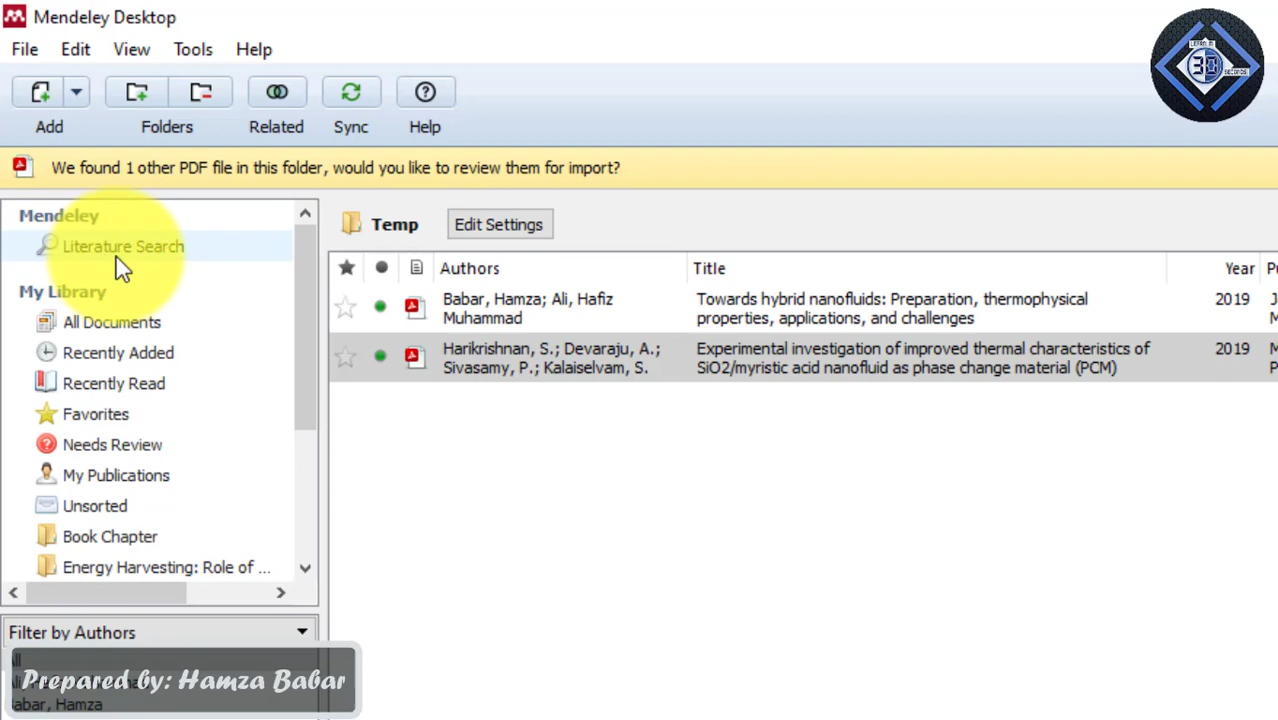 Mendeley Desktop
File Edit View Tools Help
LEARN IN
30
seconds
Add Folders Related Sync Help
We found 1 other PDF file in this folder, would you like to review them for import?
Mendeley
Literature Search
My Library
All Documents
Recently Added
Recently Read
Favorites
Needs Review
My Publications
Unsorted
Book Chapter
Energy Harvesting: Role of ...
Temp Edit Settings
Authors Title Year
Babar, Hamza; Ali, Hafiz Muhammad
Towards hybrid nanofluids: Preparation, thermophysical
properties, applications, and challenges
2019
Harikrishnan, S.; Devaraju, A.;
Sivasamy, P.; Kalaiselvam, S.
Experimental investigation of improved thermal characteristics of
SiO2/myristic acid nanofluid as phase change material (PCM)
2019
Filter by Authors
Prepared by: Hamza Babar
Babar, Hamza